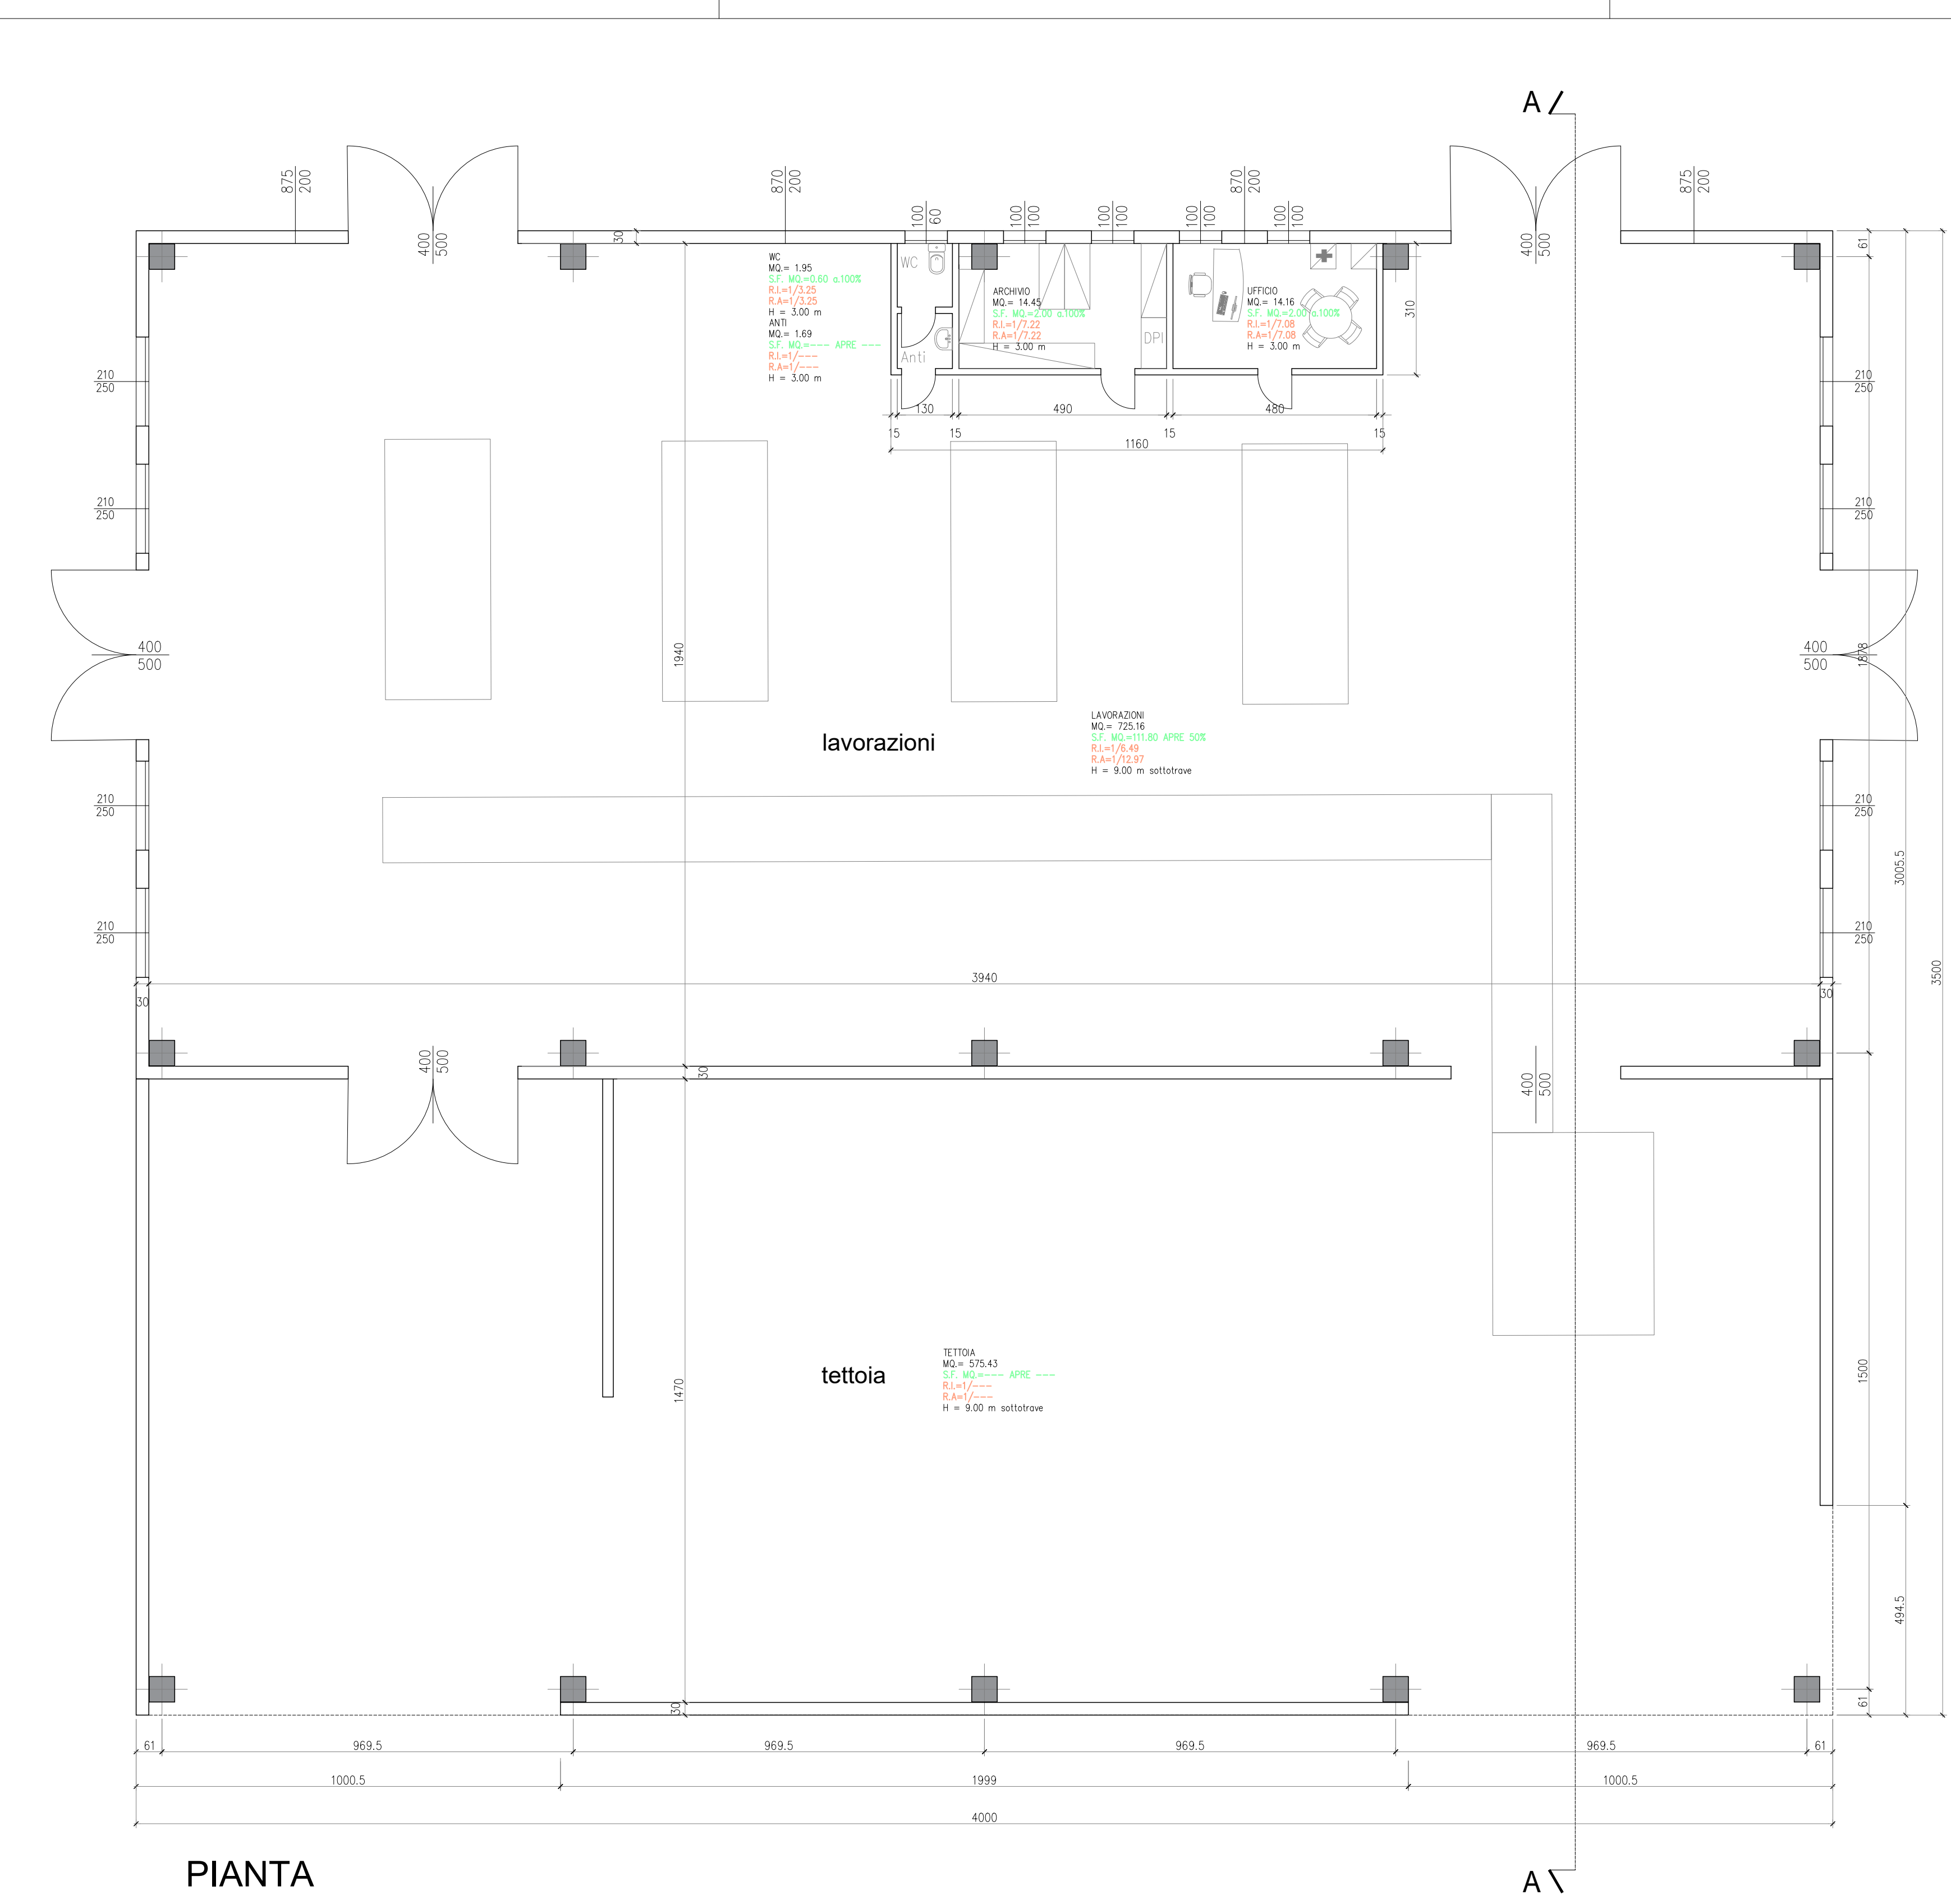 A
875
200
870
200
870
200
875
200
400
500
100
60
100
100
100
100
100
100
100
100
400
500
61
30
WC
MQ.= 1.95
S.F. MQ.=0.60 a.100%
R.I.=1/3.25
R.A=1/3.25
H = 3.00 m
ANTI
MQ.= 1.69
S.F. MQ.=--- APRE ---
R.I.=1/---
R.A=1/---
H = 3.00 m
WC
Anti
ARCHIVIO
MQ.= 14.45
S.F. MQ.=2.00 a.100%
R.I.=1/7.22
R.A=1/7.22
H = 3.00 m
DPI
UFFICIO
MQ.= 14.16
S.F. MQ.=2.00 a.100%
R.I.=1/7.08
R.A=1/7.08
H = 3.00 m
310
210
250
210
250
130
490
480
15
15
15
15
1160
210
250
210
250
400
500
1940
400
500
1878
lavorazioni
LAVORAZIONI
MQ.= 725.16
S.F. MQ.=111.80 APRE 50%
R.I.=1/6.49
R.A=1/12.97
H = 9.00 m sottotrave
210
250
210
250
3005.5
210
250
210
250
3500
3940
30
30
400
500
30
400
500
tettoia
TETTOIA
MQ.= 575.43
S.F. MQ.=--- APRE ---
R.I.=1/---
R.A=1/---
H = 9.00 m sottotrave
1470
1500
494.5
30
61
61
969.5
969.5
969.5
969.5
61
1000.5
1999
1000.5
4000
PIANTA
A